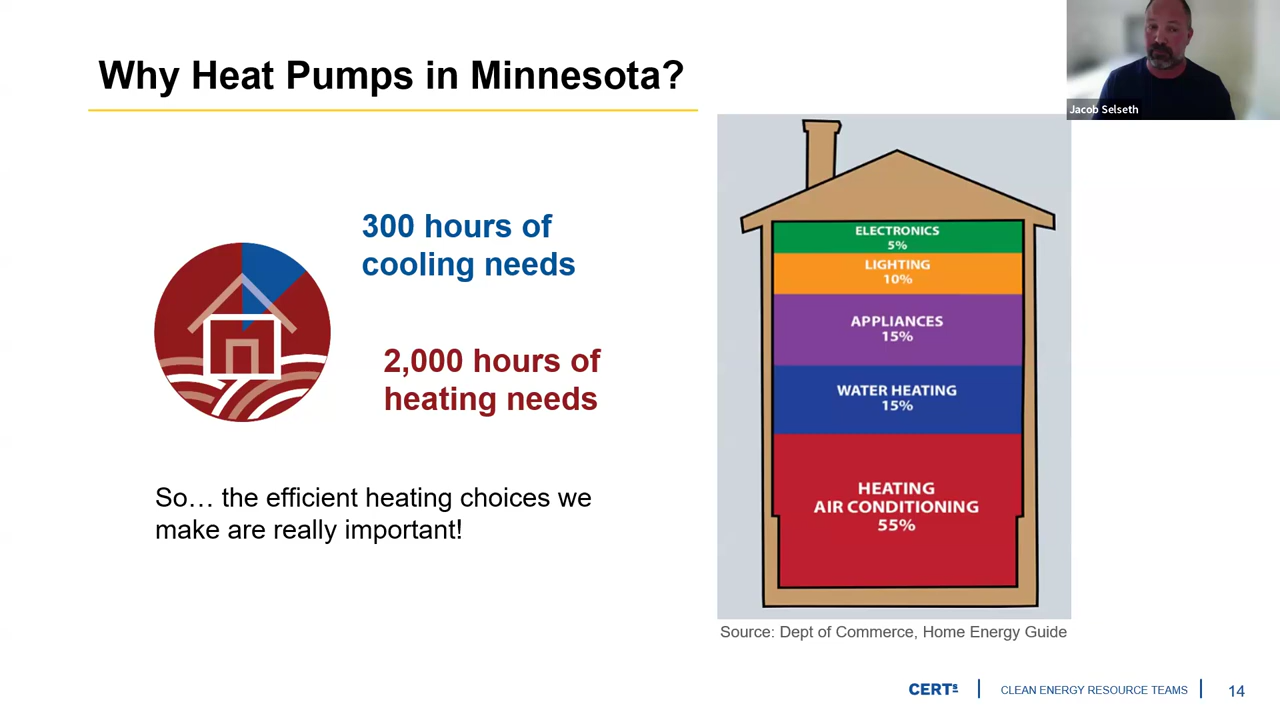 Why Heat Pumps in Minnesota?
Jacob Selseth
300 hours of
cooling needs
2,000 hours of
heating needs
So… the efficient heating choices we
make are really important!
ELECTRONICS
5%
LIGHTING
10%
APPLIANCES
15%
WATER HEATING
15%
HEATING
AIR CONDITIONING
55%
Source: Dept of Commerce, Home Energy Guide
CERTs
CLEAN ENERGY RESOURCE TEAMS
14